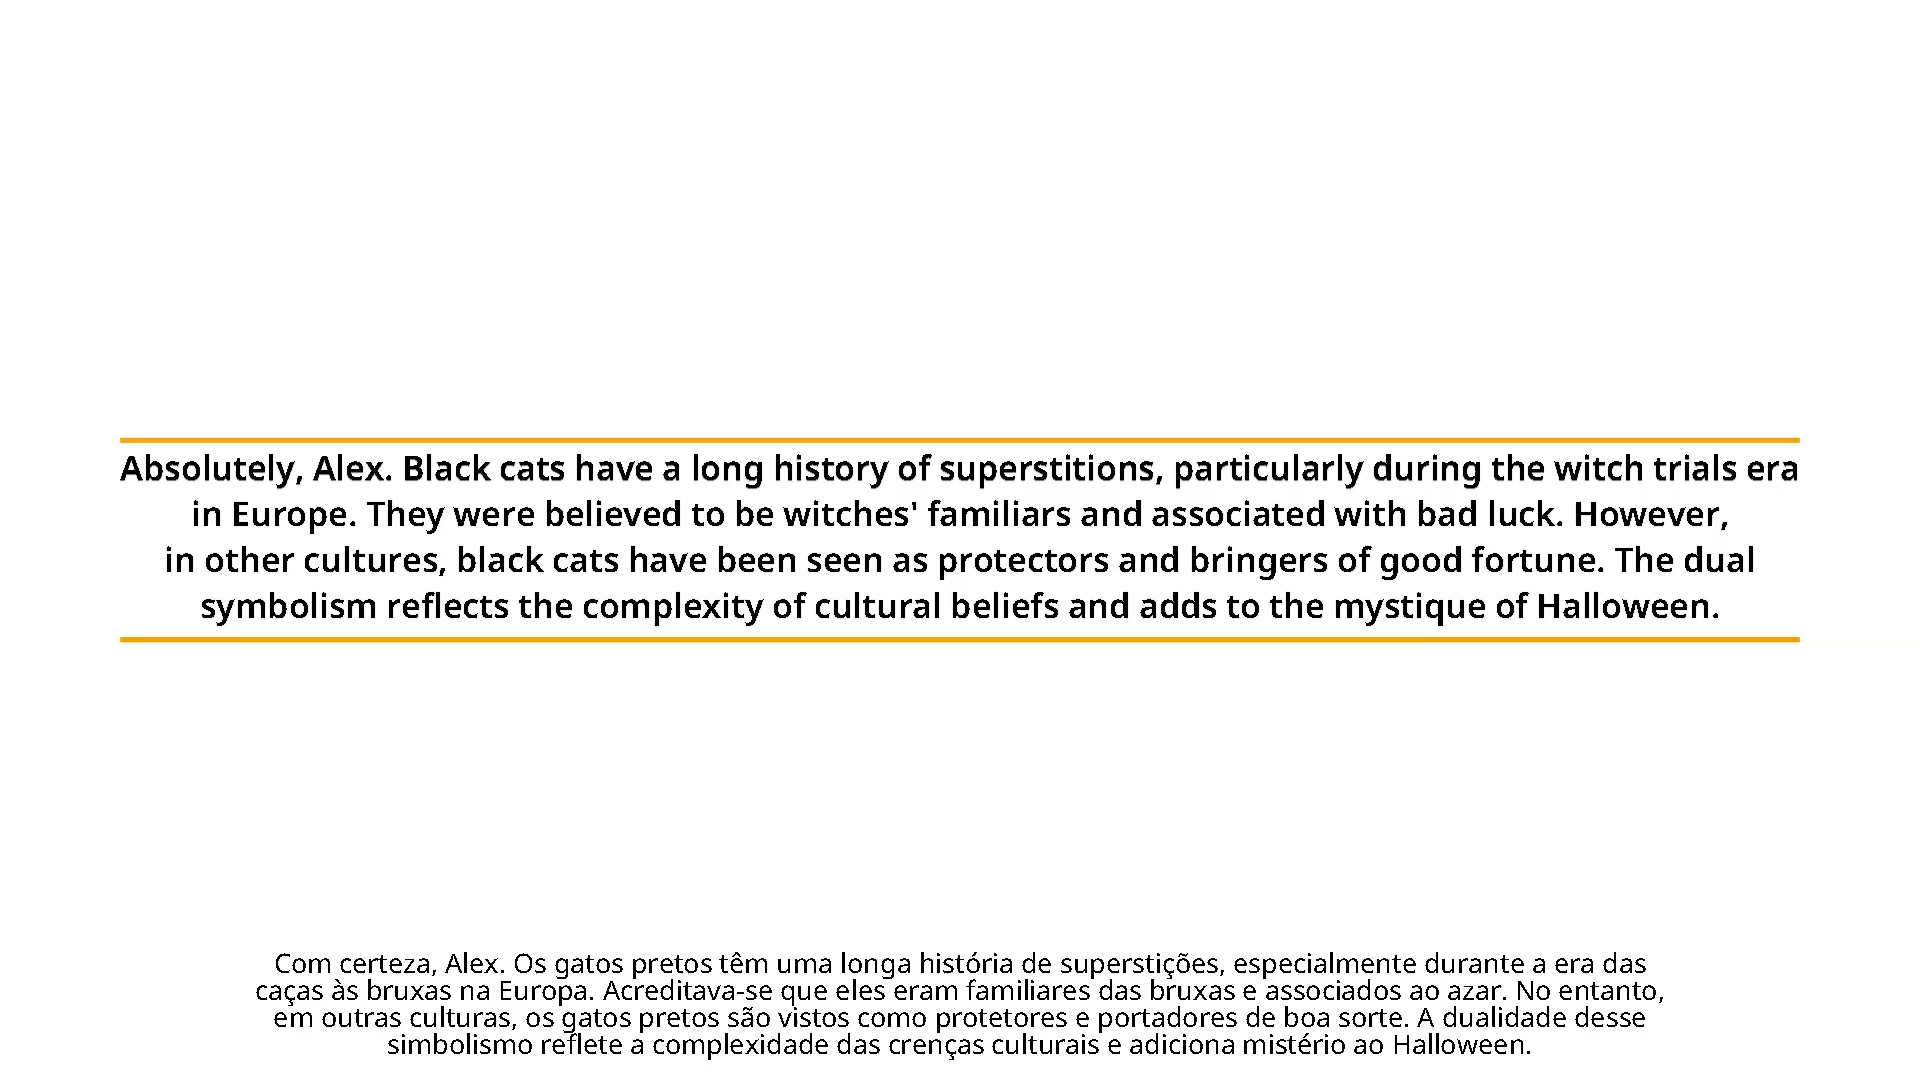 Absolutely, Alex. Black cats have a long history of superstitions, particularly during the witch trials era
in Europe. They were believed to be witches' familiars and associated with bad luck. However,
in other cultures, black cats have been seen as protectors and bringers of good fortune. The dual
symbolism reflects the complexity of cultural beliefs and adds to the mystique of Halloween.
Com certeza, Alex. Os gatos pretos têm uma longa história de superstições, especialmente durante a era das
caças às bruxas na Europa. Acreditava-se que eles eram familiares das bruxas e associados ao azar. No entanto,
em outras culturas, os gatos pretos são vistos como protetores e portadores de boa sorte. A dualidade desse
simbolismo reflete a complexidade das crenças culturais e adiciona mistério ao Halloween.